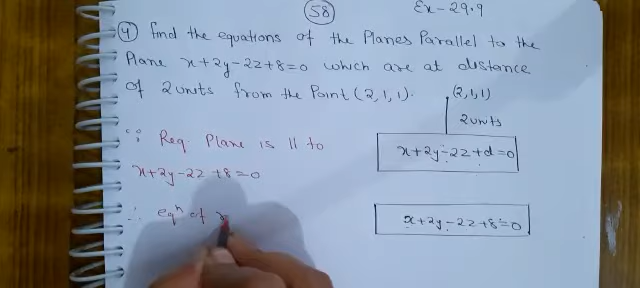 58
Ex-29.9
4 find the equations of the Planes Parallel to the
Plane x+2y-2z+8=0 which are at distance
of 2 units from the Point (2,1,1).
(2,1,1)
2 units
∵ Req. Plane is || to
x+2y-2z+d=0
x+2y-2z+8=0
∴ eqⁿ of
x+2y-2z+8=0